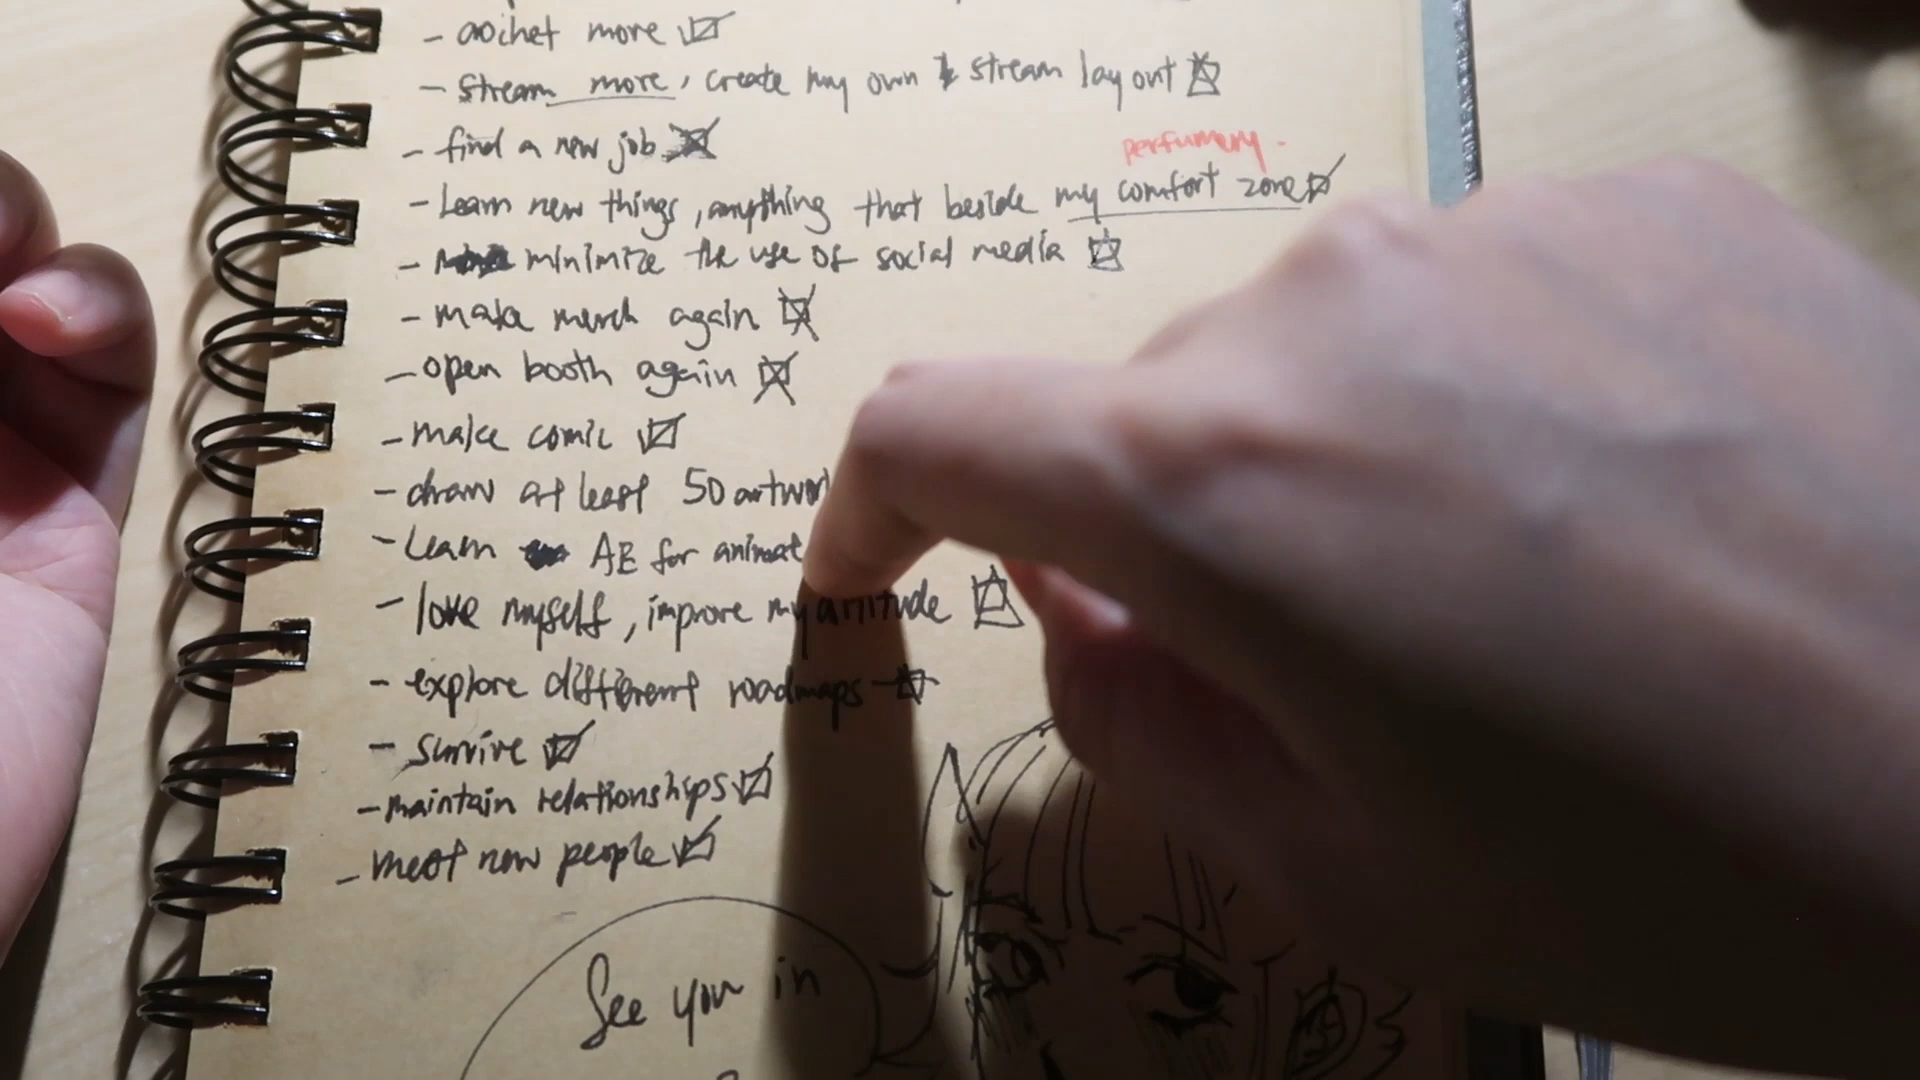 - crochet more
- stream more, create my own stream layout
- find a new job
perfumery.
- Learn new things, anything that beside my comfort zone
- minimize the use of social media
- make merch again
- open booth again
- make comic
- draw at least 50 artwork
- Learn AE for animat
- love myself, improve my attitude
- explore different roadmaps
- survive
- maintain relationships
- meet new people
See you in